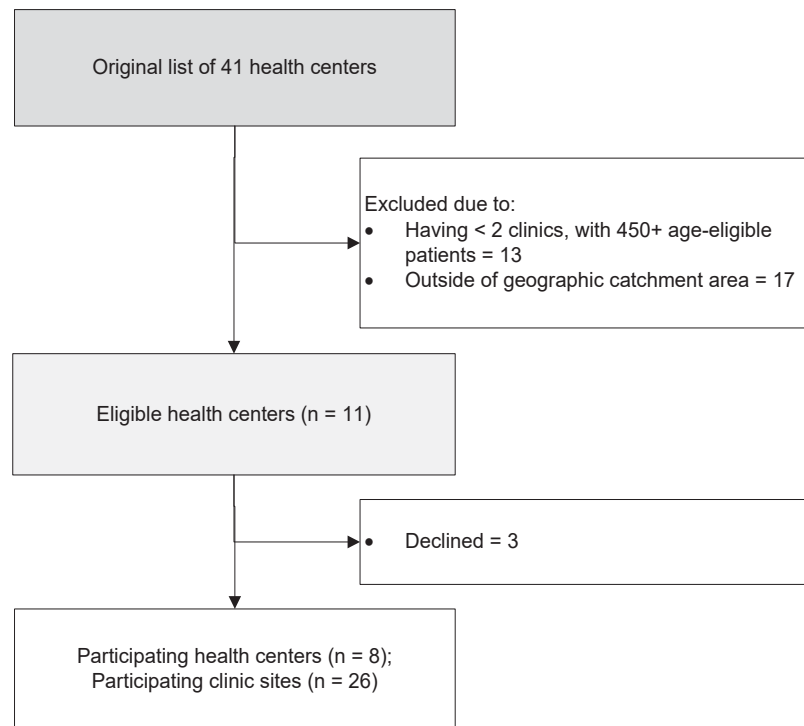 Original list of 41 health centers
Excluded due to:
• Having < 2 clinics, with 450+ age-eligible
patients = 13
• Outside of geographic catchment area = 17
Eligible health centers (n = 11)
• Declined = 3
Participating health centers (n = 8);
Participating clinic sites (n = 26)